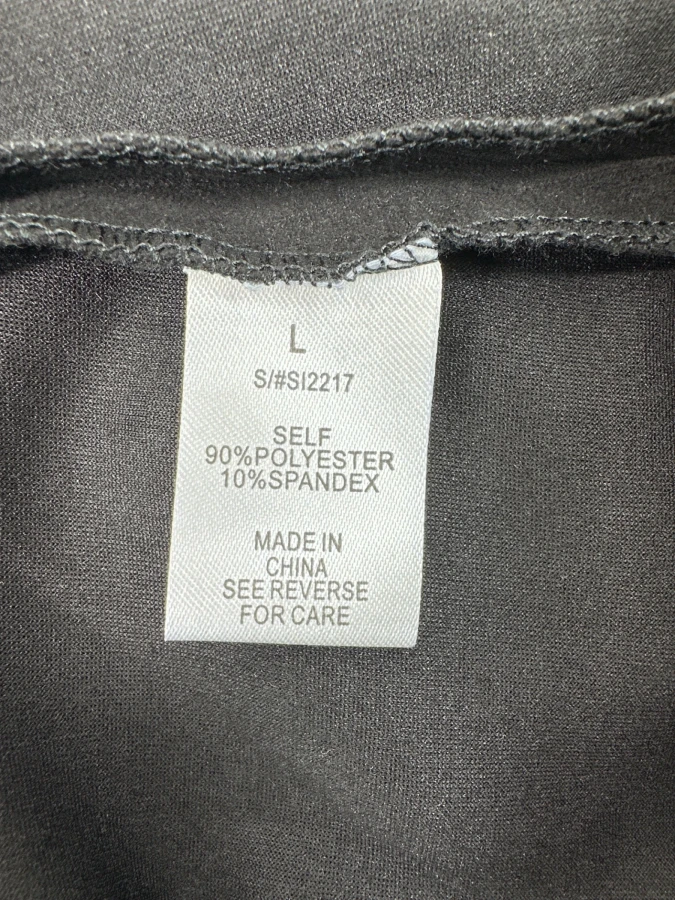 L
S/#SI2217
SELF
90%POLYESTER
10%SPANDEX
MADE IN
CHINA
SEE REVERSE
FOR CARE